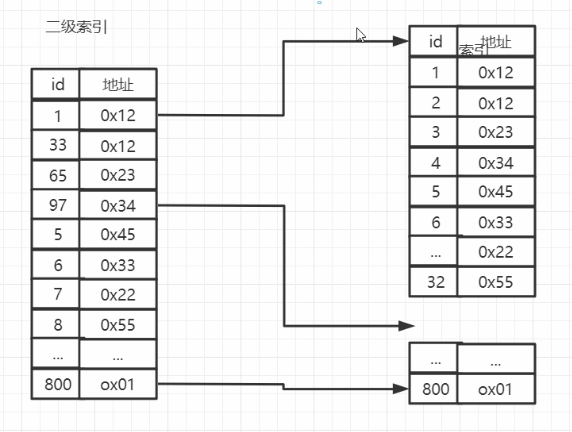 二级索引
id 地址
1 0x12
33 0x12
65 0x23
97 0x34
5 0x45
6 0x33
7 0x22
8 0x55
... ...
800 ox01
索引
id 地址
1 0x12
2 0x12
3 0x23
4 0x34
5 0x45
6 0x33
... 0x22
32 0x55
... ...
800 ox01